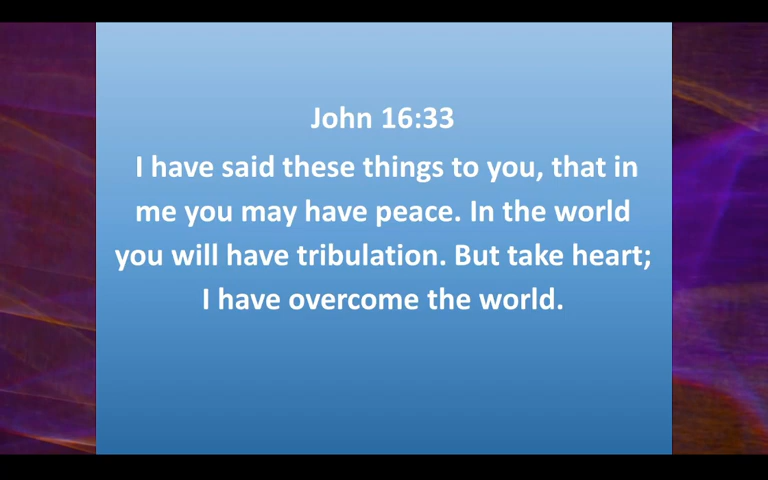 John 16:33
I have said these things to you, that in
me you may have peace. In the world
you will have tribulation. But take heart;
I have overcome the world.